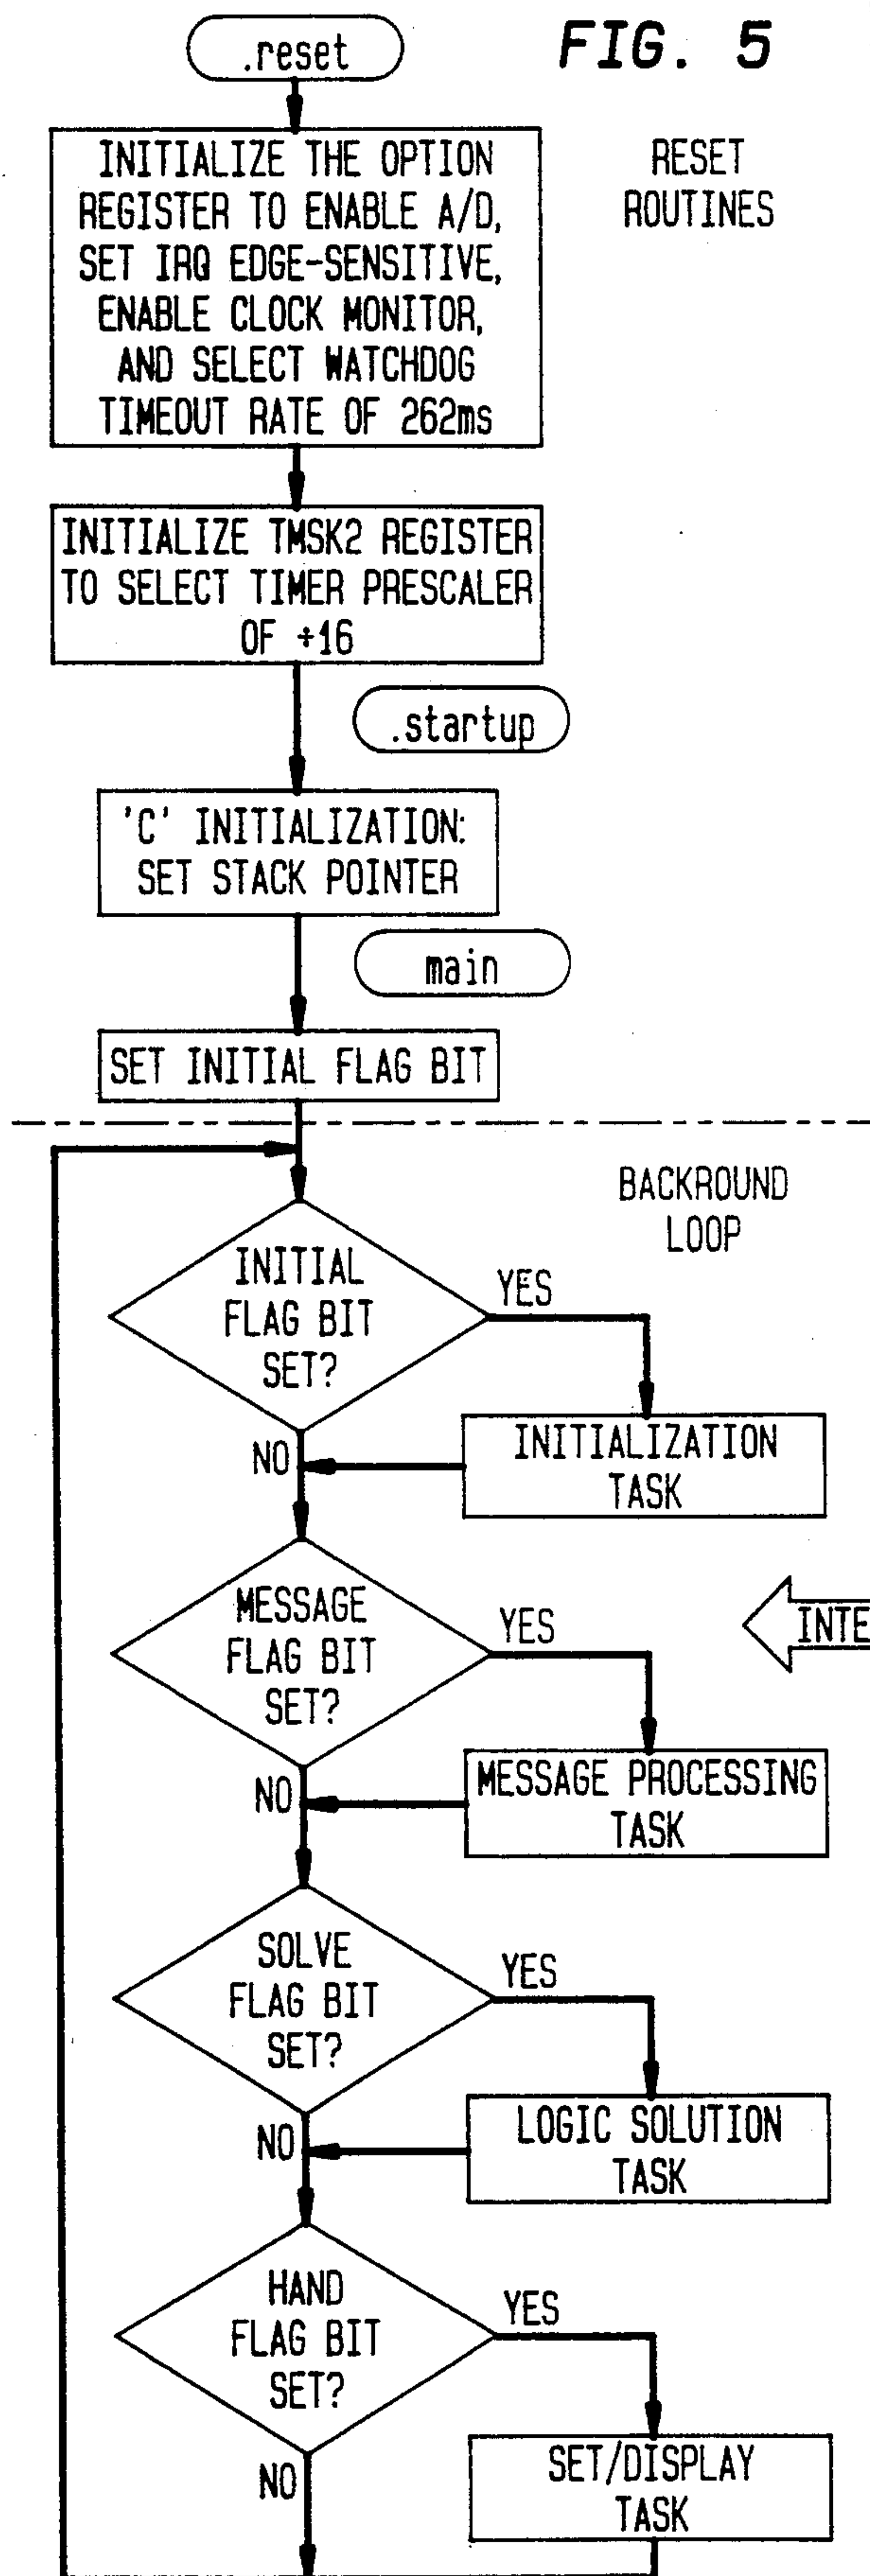 FIG. 5
.reset
RESET
ROUTINES
INITIALIZE THE OPTION
REGISTER TO ENABLE A/D,
SET IRQ EDGE-SENSITIVE,
ENABLE CLOCK MONITOR,
AND SELECT WATCHDOG
TIMEOUT RATE OF 262ms
INITIALIZE TMSK2 REGISTER
TO SELECT TIMER PRESCALER
OF ÷16
.startup
'C' INITIALIZATION:
SET STACK POINTER
main
SET INITIAL FLAG BIT
BACKROUND
LOOP
INITIAL
FLAG BIT
SET?
YES
NO
INITIALIZATION
TASK
MESSAGE
FLAG BIT
SET?
YES
INTE
NO
MESSAGE PROCESSING
TASK
SOLVE
FLAG BIT
SET?
YES
NO
LOGIC SOLUTION
TASK
HAND
FLAG BIT
SET?
YES
NO
SET/DISPLAY
TASK